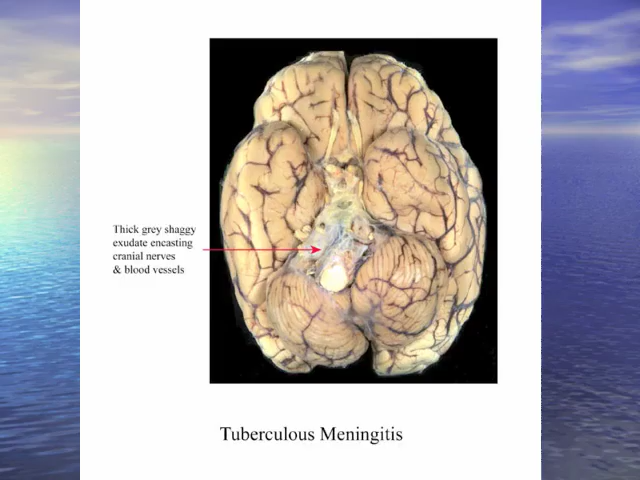 Thick grey shaggy
exudate encasting
cranial nerves
& blood vessels
Tuberculous Meningitis